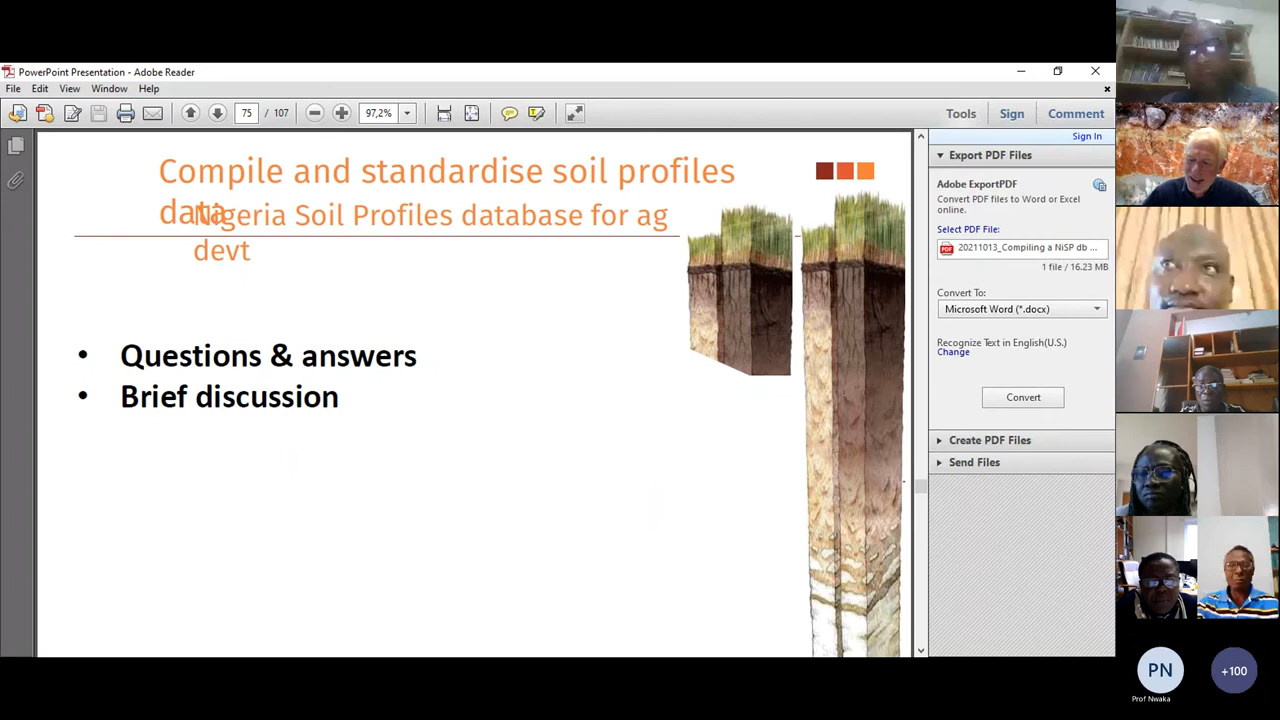 PowerPoint Presentation - Adobe Reader
File Edit View Window Help
75 / 107 97,2% Tools Sign Comment
Sign In
Compile and standardise soil profiles
data
Nigeria Soil Profiles database for ag
devt
• Questions & answers
• Brief discussion
Export PDF Files
Adobe ExportPDF
Convert PDF files to Word or Excel
online.
Select PDF File:
20211013_Compiling a NiSP db ...
1 file / 16.23 MB
Convert To:
Microsoft Word (*.docx)
Recognize Text in English(U.S.)
Change
Convert
Create PDF Files
Send Files
PN
Prof Nwaka
+100